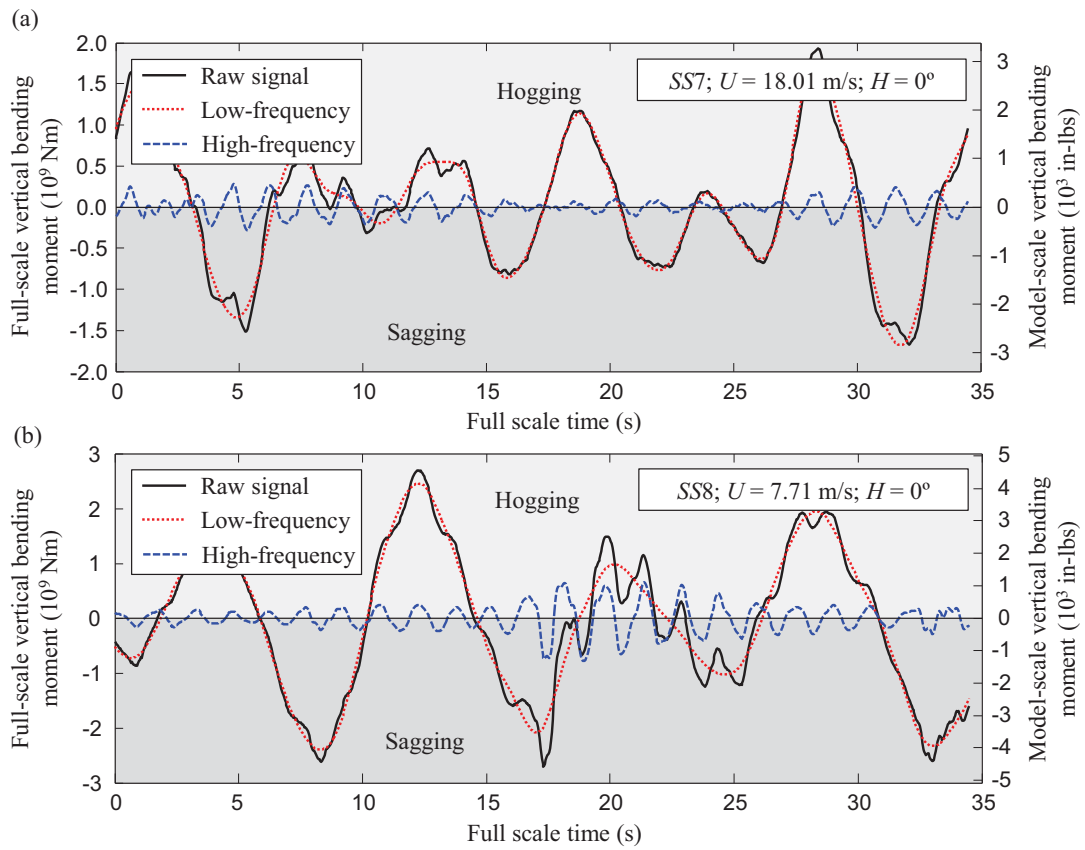 (a)
Full-scale vertical bending
moment (10⁹ Nm)
2.0
1.5
1.0
0.5
0.0
-0.5
-1.0
-1.5
-2.0
Raw signal
Low-frequency
High-frequency
Hogging
SS7; U = 18.01 m/s; H = 0º
Sagging
3
2
1
0
-1
-2
-3
Model-scale vertical bending
moment (10³ in-lbs)
0 5 10 15 20 25 30 35
Full scale time (s)
(b)
Full-scale vertical bending
moment (10⁹ Nm)
3
2
1
0
-1
-2
-3
Raw signal
Low-frequency
High-frequency
Hogging
SS8; U = 7.71 m/s; H = 0º
Sagging
5
4
3
2
1
0
-1
-2
-3
-4
-5
Model-scale vertical bending
moment (10³ in-lbs)
0 5 10 15 20 25 30 35
Full scale time (s)